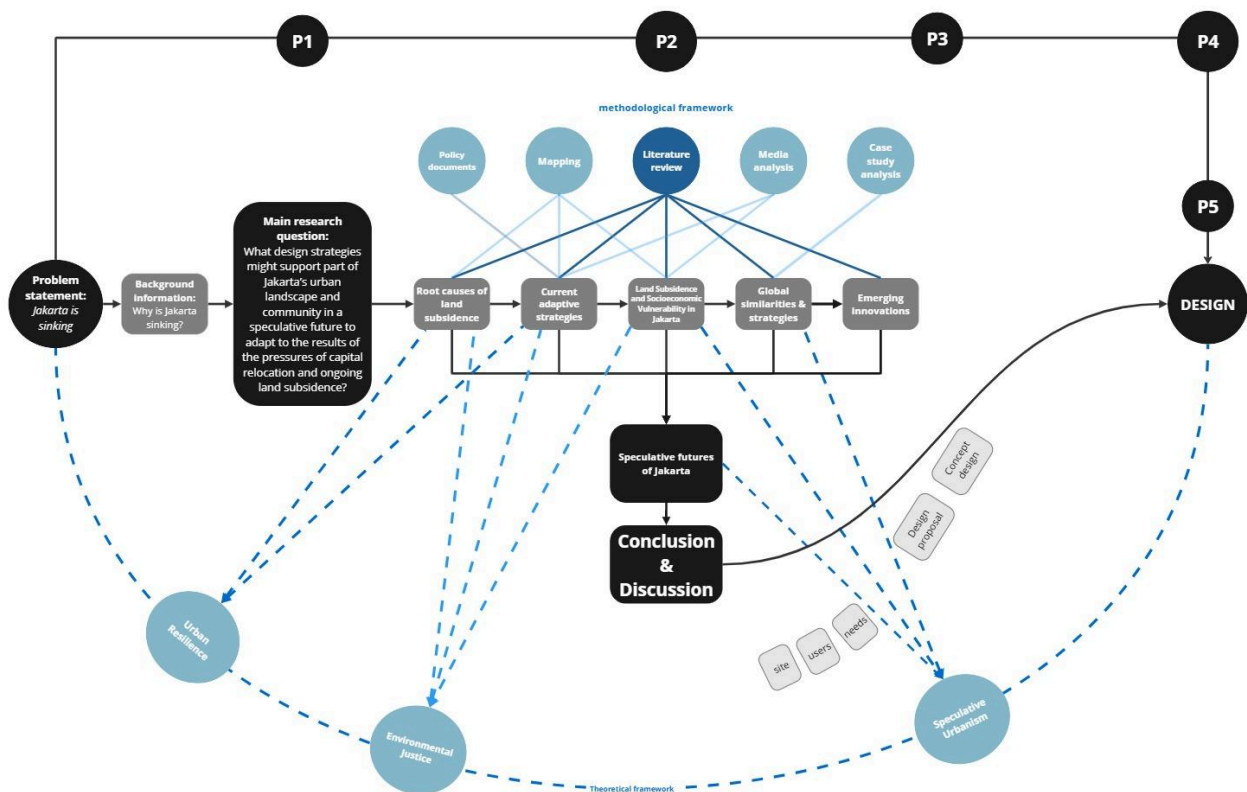 P1
P2
P3
P4
methodological framework
Policy
documents
Mapping
Literature
review
Media
analysis
Case
study
analysis
P5
Problem
statement:
Jakarta is
sinking
Background
information:
Why is Jakarta
sinking?
Main research
question:
What design strategies
might support part of
Jakarta's urban
landscape and
community in a
speculative future to
adapt to the results of
the pressures of capital
relocation and ongoing
land subsidence?
Root causes of
land
subsidence
Current
adaptive
strategies
Land Subsidence
and Socioeconomic
Vulnerability in
Jakarta
Global
similarities &
strategies
Emerging
innovations
DESIGN
Speculative futures
of Jakarta
Conclusion
&
Discussion
Concept
design
Design
proposal
site
users
needs
Urban
Resilience
Environmental
Justice
Speculative
Urbanism
Theoretical framework